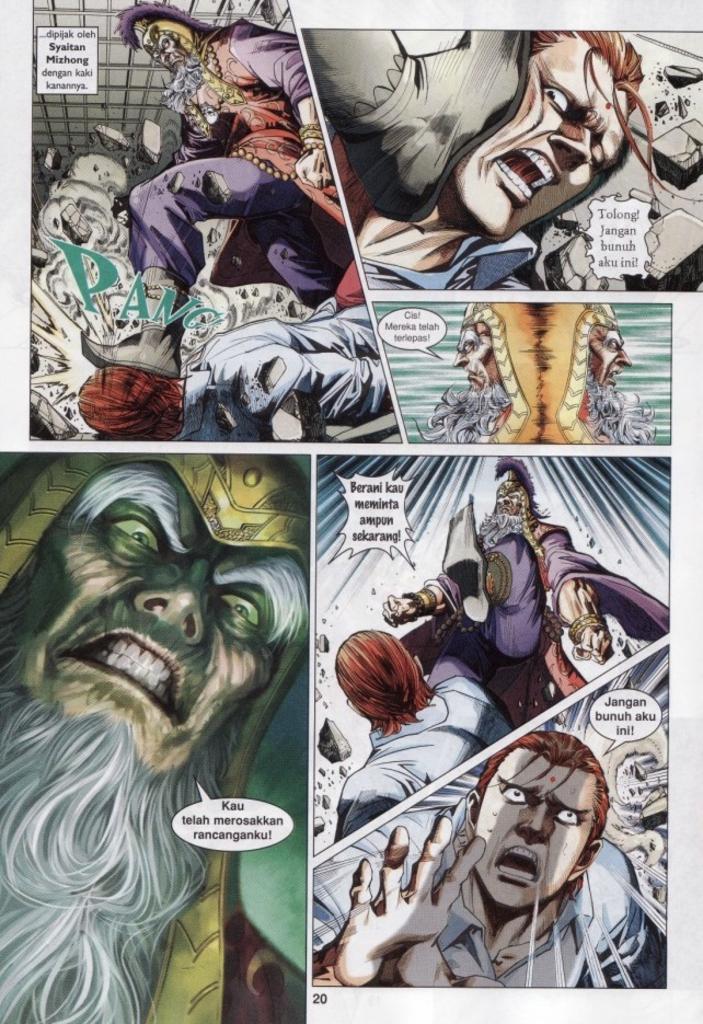 ...dipijak oleh
Syaitan
Mizhong
dengan kaki
kanannya.
PANG
Tolong!
Jangan
bunuh
aku ini!
Cis!
Mereka telah
terlepas!
Kau
telah merosakkan
rancanganku!
Berani kau
meminta
ampun
sekarang!
Jangan
bunuh aku
ini!
20